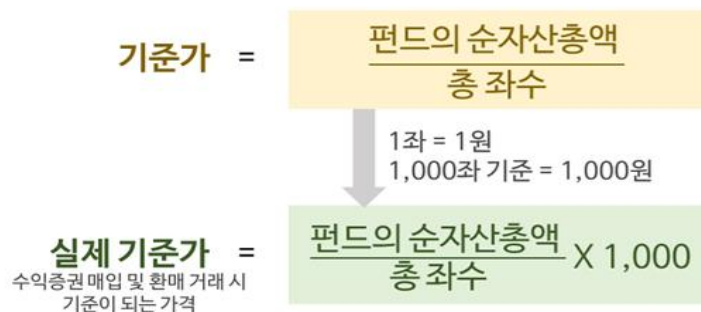 기준가 = 펀드의 순자산총액
총 좌수
1좌 = 1원
1,000좌 기준 = 1,000원
실제 기준가 = 펀드의 순자산총액
총 좌수 X 1,000
수익증권 매입 및 환매 거래 시
기준이 되는 가격